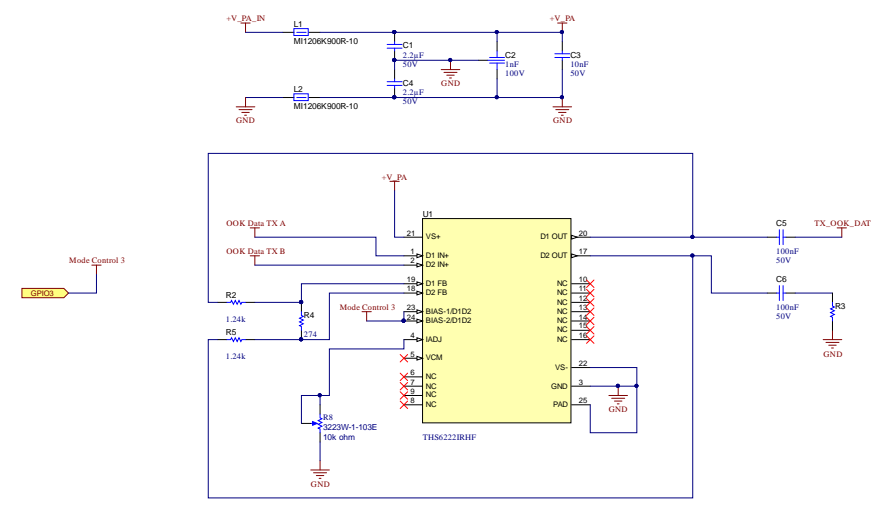 +V_PA_IN
L1
MI1206K900R-10
+V_PA
C1
2.2µF
50V
C2
1nF
100V
C3
10nF
50V
GND
C4
2.2µF
50V
L2
MI1206K900R-10
GND
GND
+V_PA
U1
OOK Data TX A
OOK Data TX B
Mode Control 3
GPIO3
21 VS+
1 D1 IN+
2 D2 IN+
19 D1 FB
18 D2 FB
Mode Control 3
23 BIAS-1/D1D2
24 BIAS-2/D1D2
4 IADJ
5 VCM
6 NC
7 NC
9 NC
8 NC
D1 OUT 20
D2 OUT 17
NC 10
NC 11
NC 12
NC 13
NC 14
NC 15
NC 16
VS- 22
GND 3
PAD 25
THS6222IRHF
R2
1.24k
R4
274
R5
1.24k
R8
3223W-1-103E
10k ohm
GND
GND
C5
100nF
50V
TX_OOK_DAT
C6
100nF
50V
R3
GND